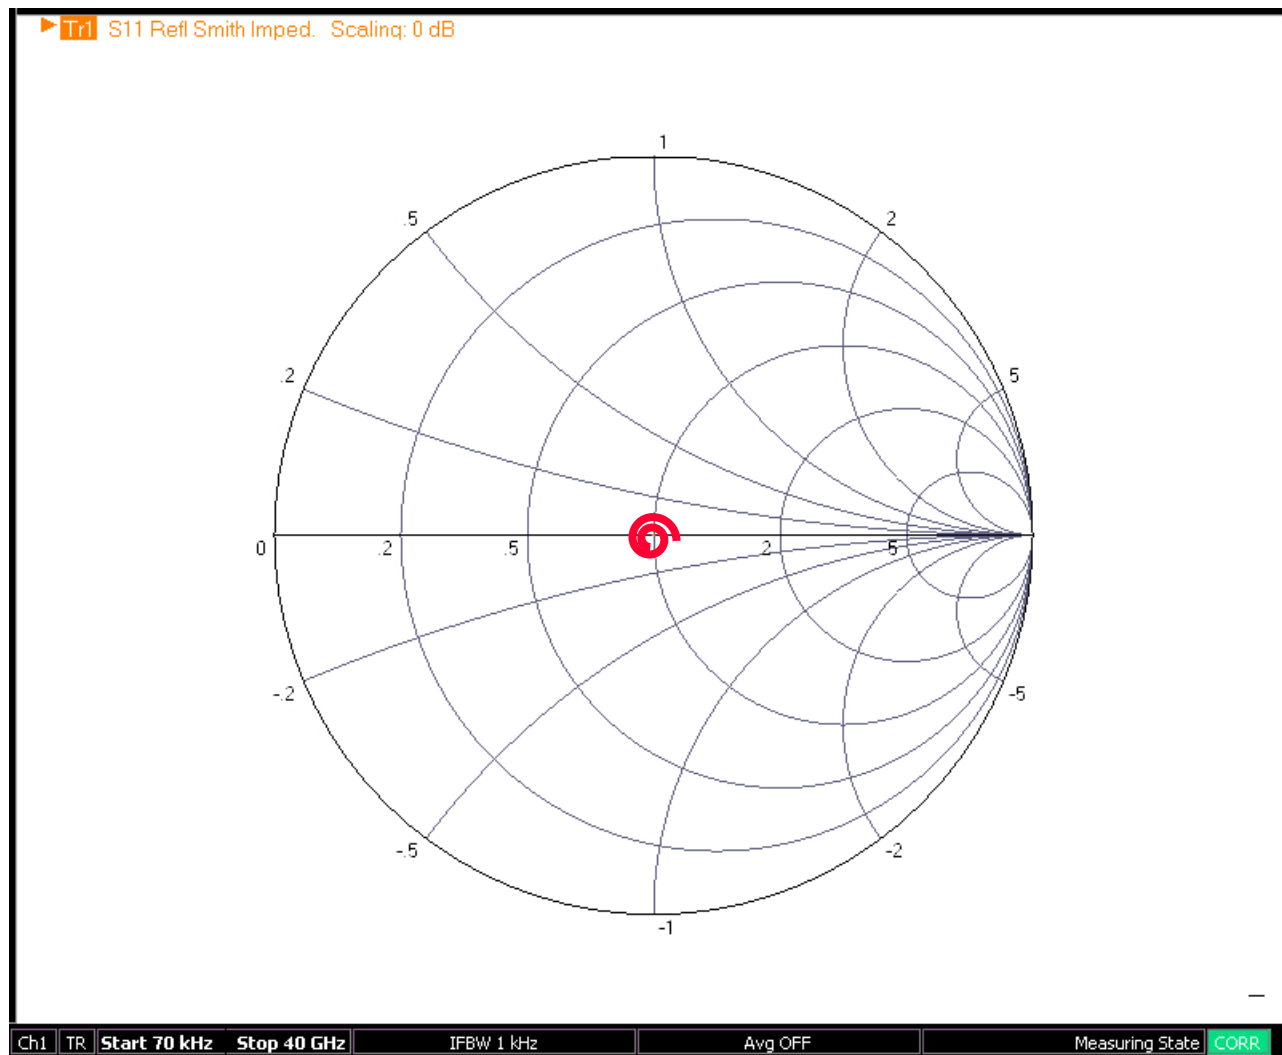 Tr1 S11 Refl Smith Imped. Scaling: 0 dB
1
.5 2
.2 5
0 .2 .5 1 2 5
-.2 -5
-.5 -2
-1
Ch1 TR Start 70 kHz Stop 40 GHz IFBW 1 kHz Avg OFF Measuring State CORR